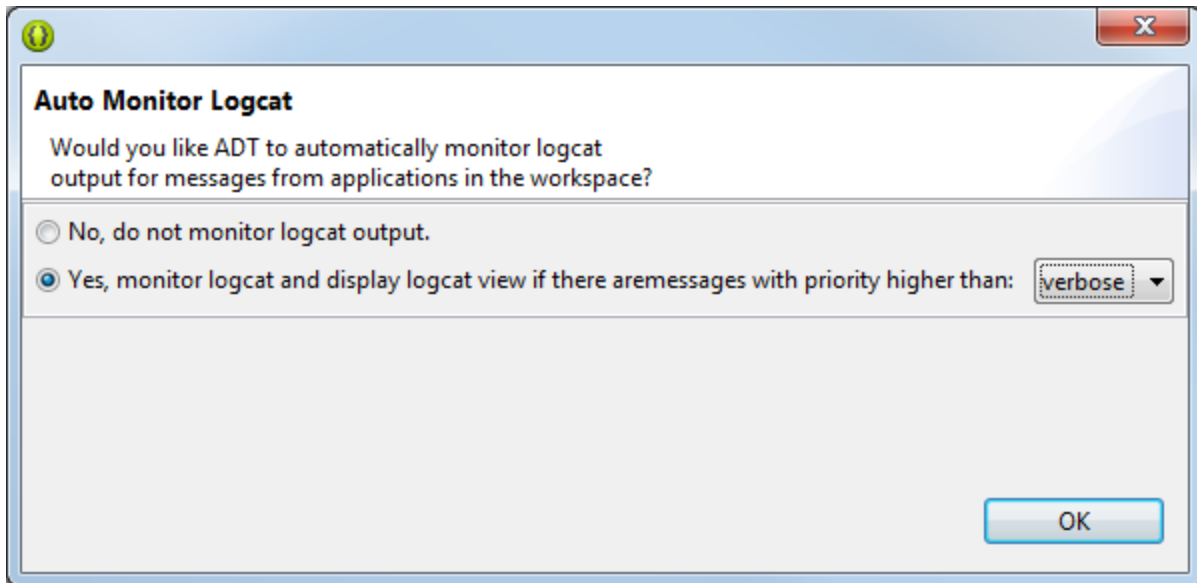 Auto Monitor Logcat
Would you like ADT to automatically monitor logcat
output for messages from applications in the workspace?
No, do not monitor logcat output.
Yes, monitor logcat and display logcat view if there aremessages with priority higher than: verbose
OK